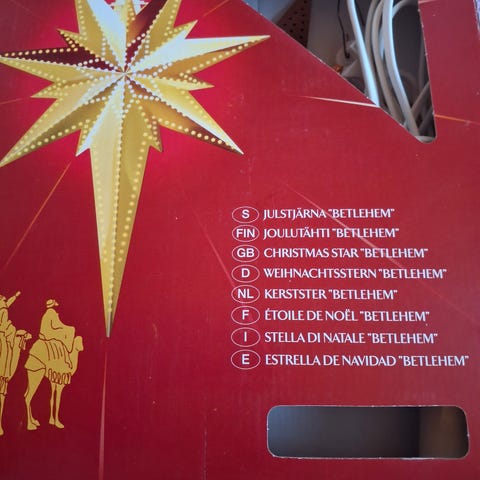 S JULSTJÄRNA "BETLEHEM"
FIN JOULUTÄHTI "BETLEHEM"
GB CHRISTMAS STAR "BETLEHEM"
D WEIHNACHTSSTERN "BETLEHEM"
NL KERSTSTER "BETLEHEM"
F ÉTOILE DE NOËL "BETLEHEM"
I STELLA DI NATALE "BETLEHEM"
E ESTRELLA DE NAVIDAD "BETLEHEM"